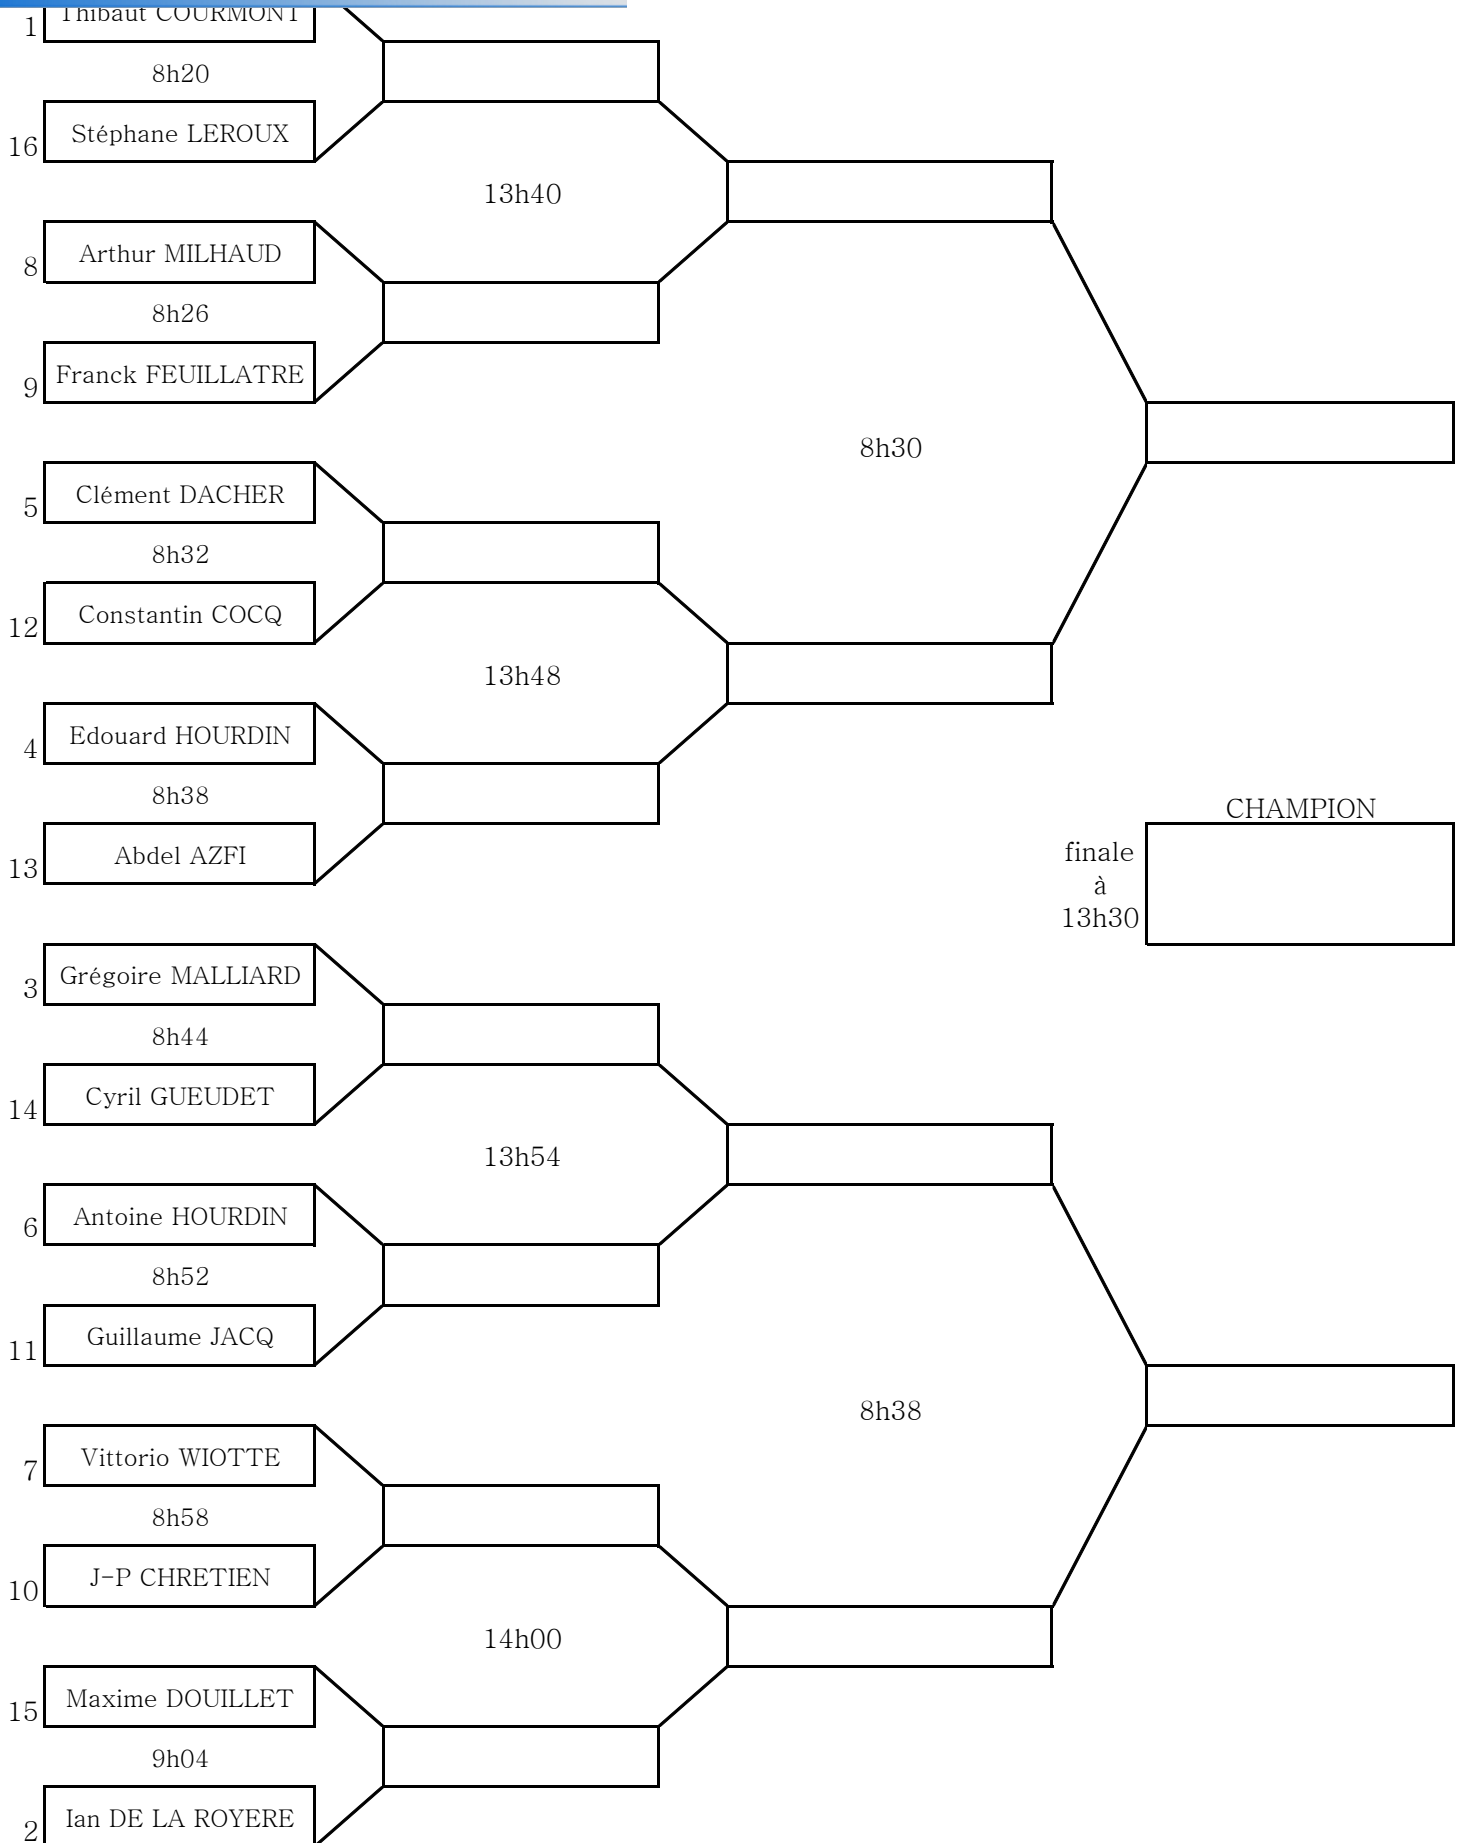 1
Thibaut COURMONT
8h20
16
Stéphane LEROUX
13h40
8
Arthur MILHAUD
8h26
9
Franck FEUILLATRE
8h30
5
Clément DACHER
8h32
12
Constantin COCQ
13h48
4
Edouard HOURDIN
8h38
13
Abdel AZFI
CHAMPION
finale
à
13h30
3
Grégoire MALLIARD
8h44
14
Cyril GUEUDET
13h54
6
Antoine HOURDIN
8h52
11
Guillaume JACQ
8h38
7
Vittorio WIOTTE
8h58
10
J-P CHRETIEN
14h00
15
Maxime DOUILLET
9h04
2
Ian DE LA ROYERE